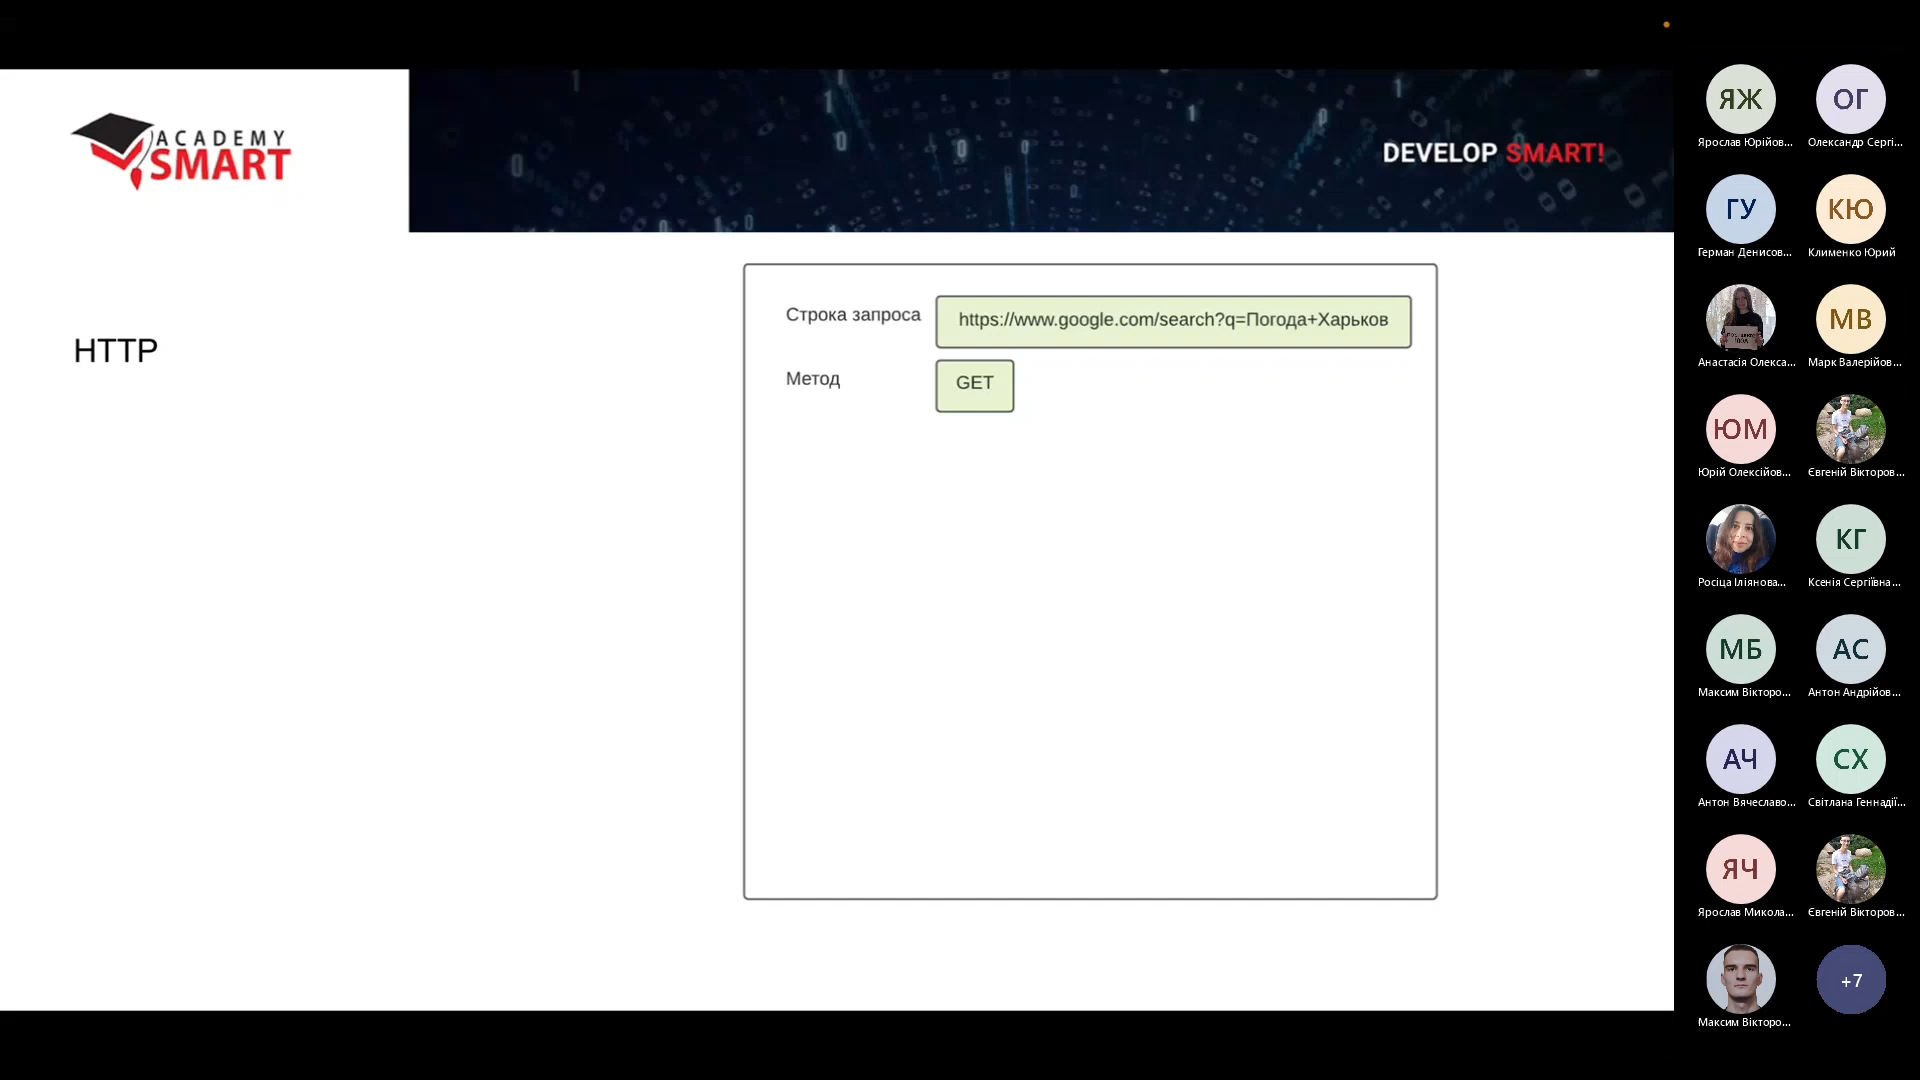 ACADEMY
SMART
DEVELOP SMART!
HTTP
Строка запроса
https://www.google.com/search?q=Погода+Харьков
Метод
GET
ЯЖ
ОГ
Ярослав Юрійов...
Олександр Сергі...
ГУ
КЮ
Герман Денисов...
Клименко Юрий
МВ
Анастасія Олекса...
Марк Валерійов...
ЮМ
Юрій Олексійов...
Євгеній Вікторов...
КГ
Росіца Іліянова...
Ксенія Сергіївна...
МБ
АС
Максим Вікторо...
Антон Андрійов...
АЧ
СХ
Антон Вячеславо...
Світлана Геннадії...
ЯЧ
Ярослав Микола...
Євгеній Вікторов...
+7
Максим Вікторо...